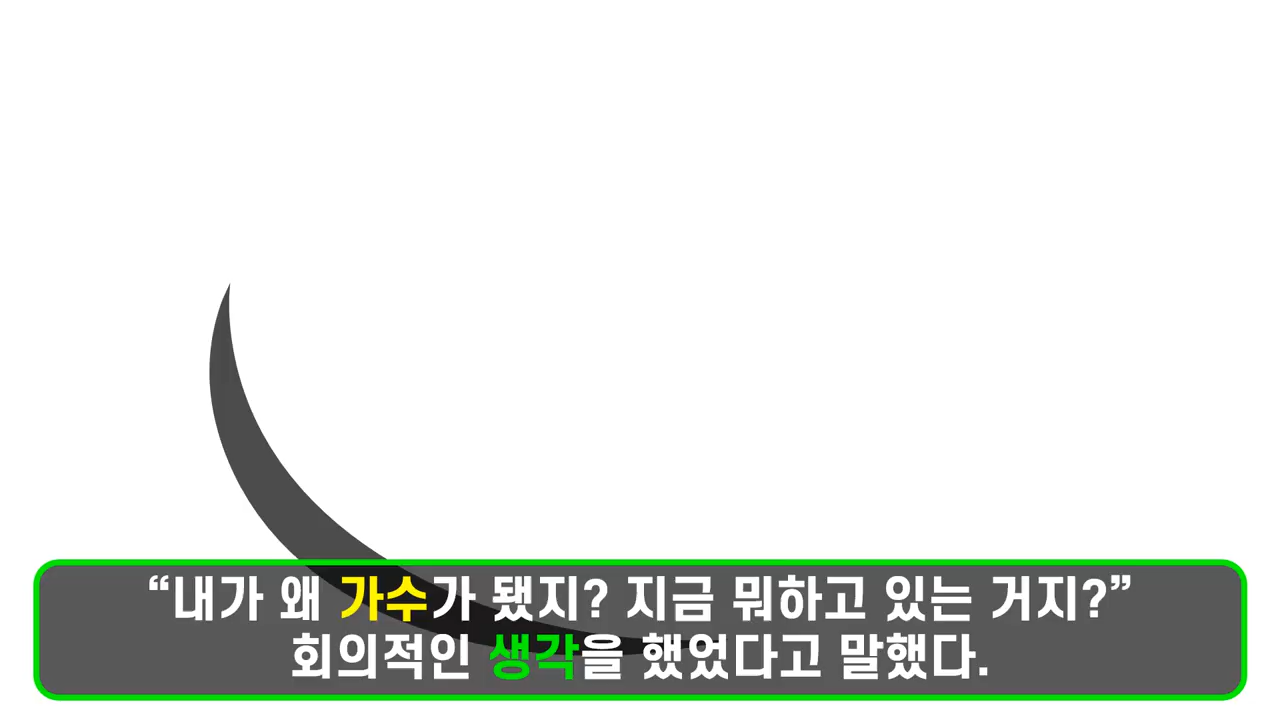 “내가 왜 가수가 됐지? 지금 뭐하고 있는 거지?”
회의적인 생각을 했었다고 말했다.